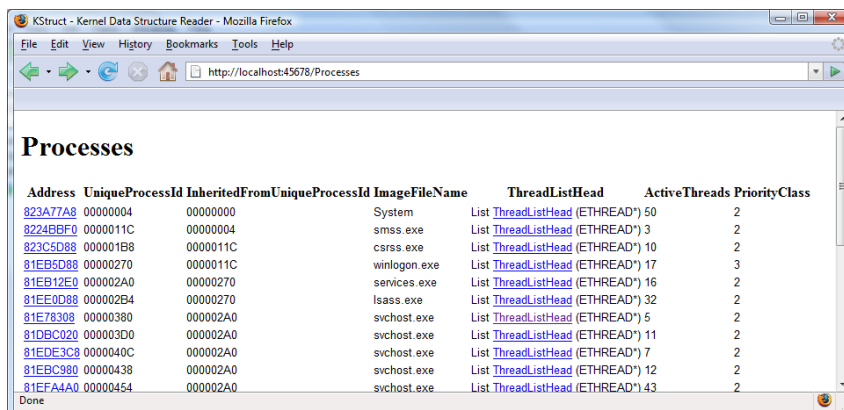 KStruct - Kernel Data Structure Reader - Mozilla Firefox
File Edit View History Bookmarks Tools Help
http://localhost:45678/Processes
Processes
Address UniqueProcessId InheritedFromUniqueProcessId ImageFileName ThreadListHead ActiveThreads PriorityClass
823A77A8 00000004 00000000 System List ThreadListHead (ETHREAD*) 50 2
8224BBF0 0000011C 00000004 smss.exe List ThreadListHead (ETHREAD*) 3 2
823C5D88 000001B8 0000011C csrss.exe List ThreadListHead (ETHREAD*) 10 2
81EB5D88 00000270 0000011C winlogon.exe List ThreadListHead (ETHREAD*) 17 3
81EB12E0 000002A0 00000270 services.exe List ThreadListHead (ETHREAD*) 16 2
81EE0D88 000002B4 00000270 lsass.exe List ThreadListHead (ETHREAD*) 32 2
81E78308 00000380 000002A0 svchost.exe List ThreadListHead (ETHREAD*) 5 2
81DBC020 000003D0 000002A0 svchost.exe List ThreadListHead (ETHREAD*) 11 2
81EDE3C8 0000040C 000002A0 svchost.exe List ThreadListHead (ETHREAD*) 7 2
81EBC980 00000438 000002A0 svchost.exe List ThreadListHead (ETHREAD*) 12 2
81EFA4A0 00000454 000002A0 svchost.exe List ThreadListHead (ETHREAD*) 43 2
Done